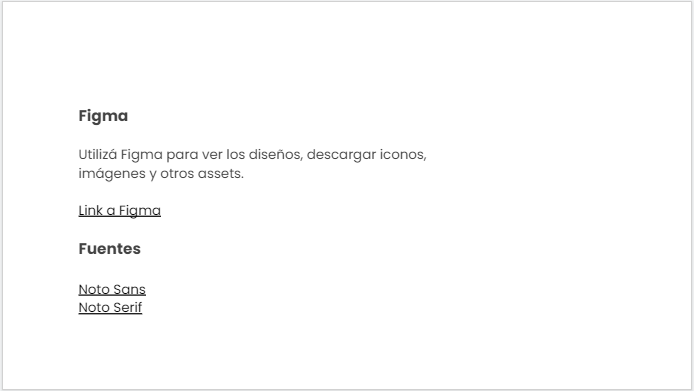 Figma
Utilizá Figma para ver los diseños, descargar iconos,
imágenes y otros assets.
Link a Figma
Fuentes
Noto Sans
Noto Serif